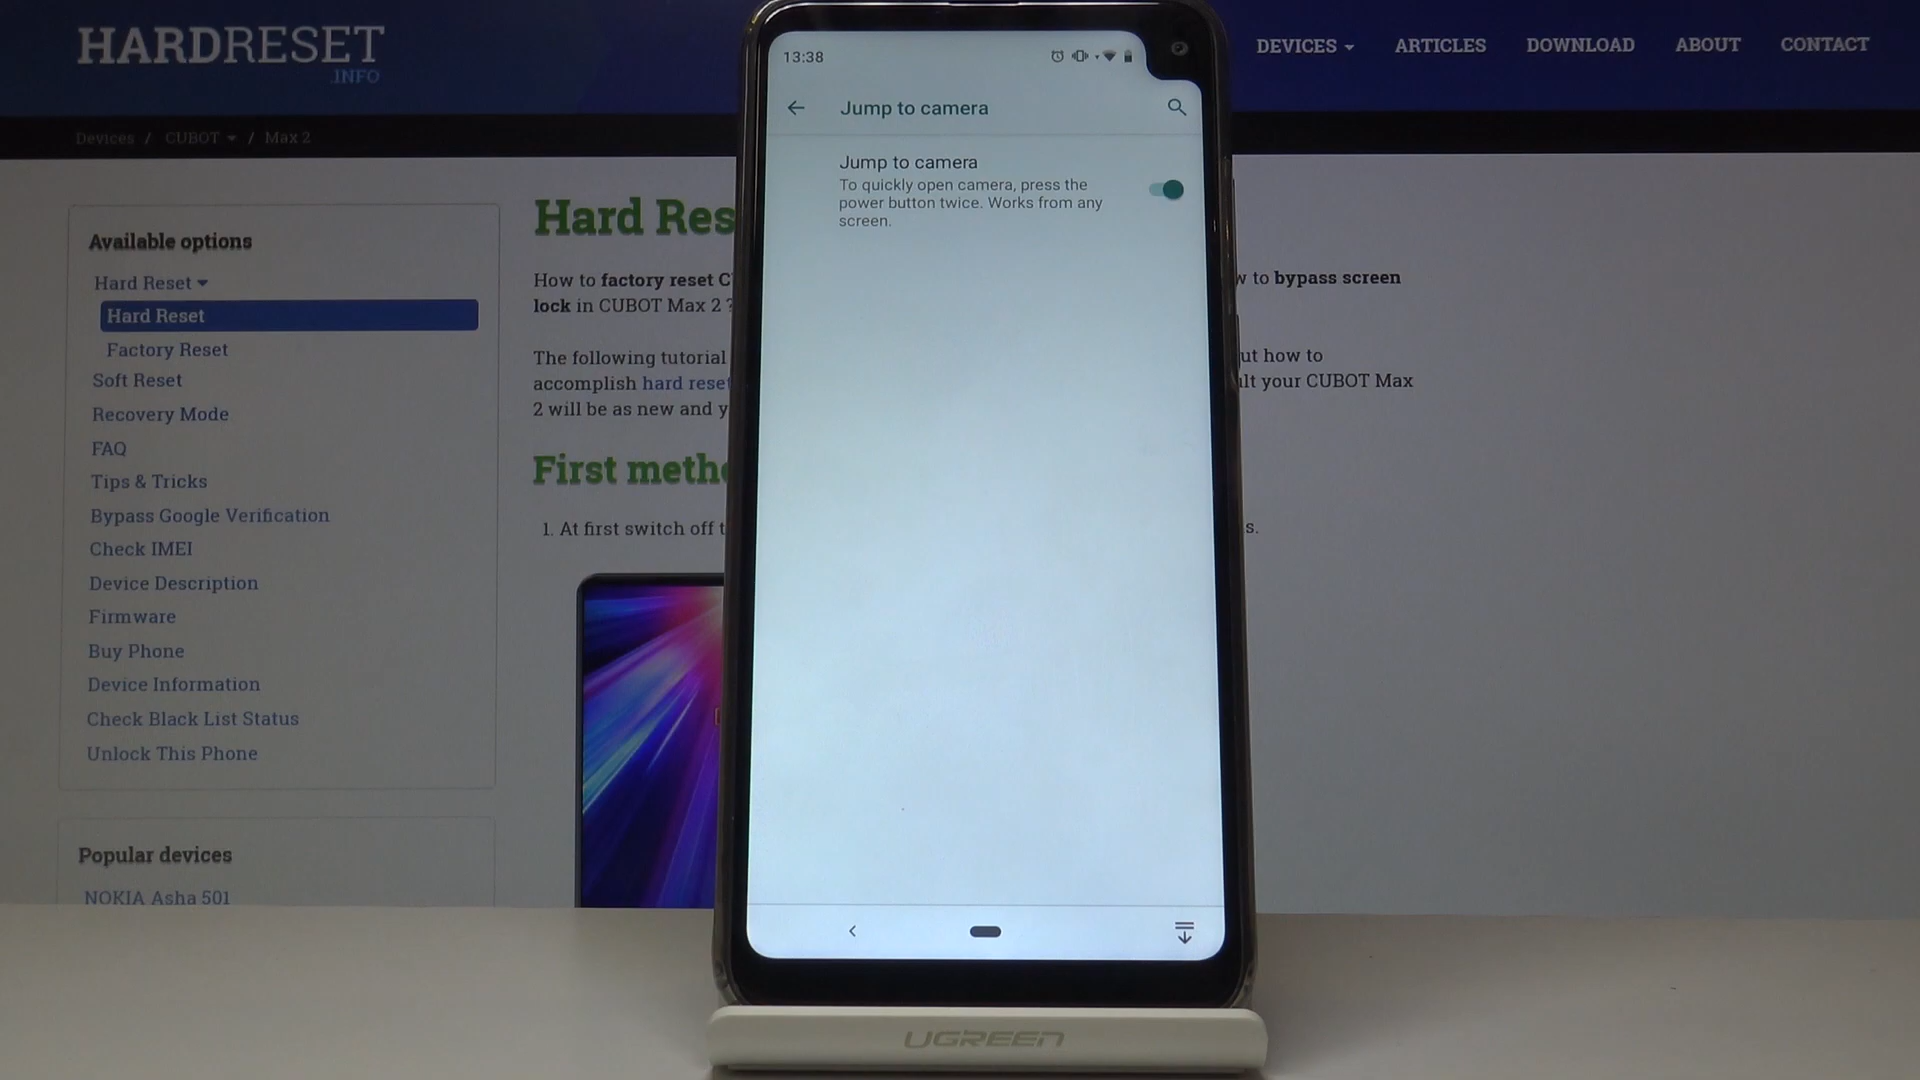 HARDRESET
.INFO
DEVICES
ARTICLES
DOWNLOAD
ABOUT
CONTACT
Devices / CUBOT / Max 2
Available options
Hard Reset
Hard Reset
Factory Reset
Soft Reset
Recovery Mode
FAQ
Tips & Tricks
Bypass Google Verification
Check IMEI
Device Description
Firmware
Buy Phone
Device Information
Check Black List Status
Unlock This Phone
Popular devices
NOKIA Asha 501
Hard Res
How to factory reset C
to bypass screen
lock in CUBOT Max 2 ?
The following tutorial
ut how to
accomplish hard reset
lt your CUBOT Max
2 will be as new and y
First meth
1. At first switch off t
s.
13:38
Jump to camera
Jump to camera
To quickly open camera, press the
power button twice. Works from any
screen.
UGREEN